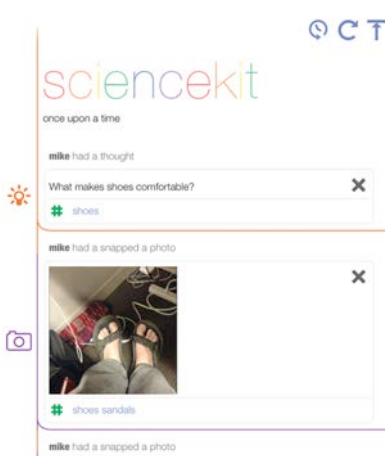 sciencekit
once upon a time
mike had a thought
What makes shoes comfortable?
# shoes
mike had a snapped a photo
# shoes sandals
mike had a snapped a photo